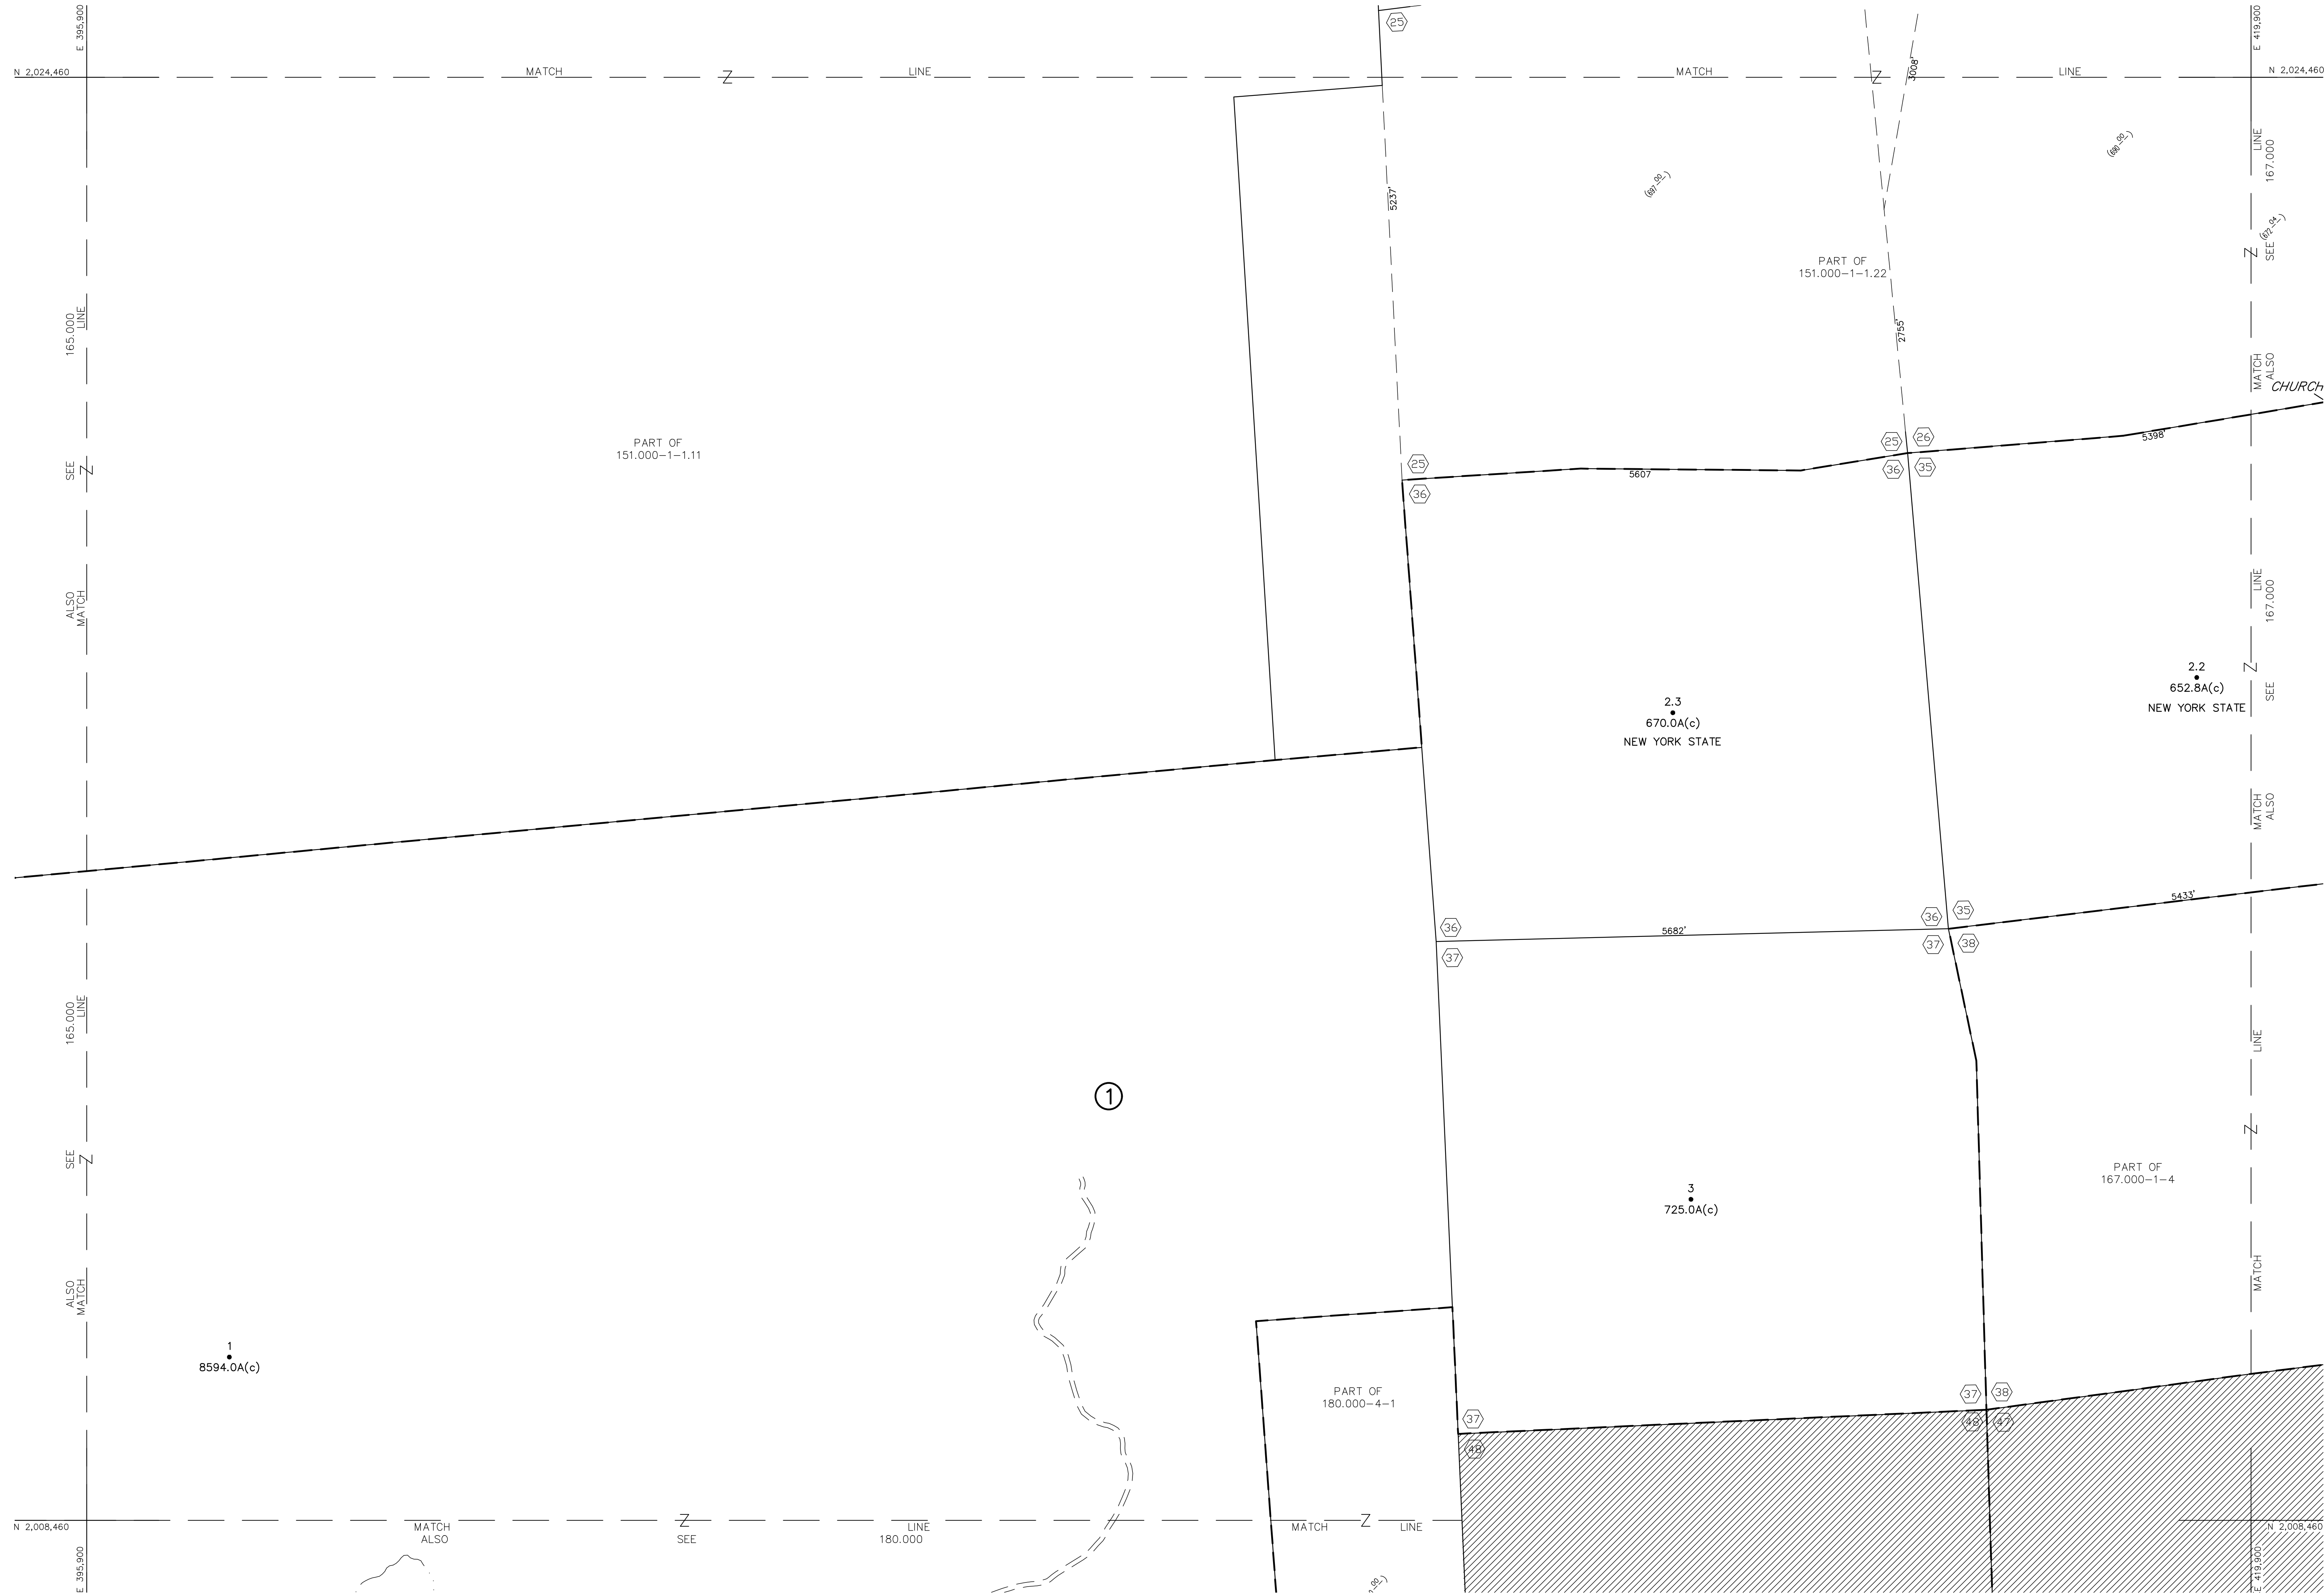 E 395,900
25
E 419,900
N 2,024,460
MATCH
Z
LINE
MATCH
Z
3008'
LINE
N 2,024,460
(690-00-)
LINE
167.000
5237'
(697-00-)
(672-04-)
Z
SEE
PART OF
151.000-1-1.22
165.000
LINE
2755'
MATCH
ALSO
CHURCH
PART OF
151.000-1-1.11
SEE
Z
25
26
5398'
25
36
35
5607
36
ALSO
MATCH
LINE
167.000
2.2
Z
652.8A(c)
SEE
NEW YORK STATE
2.3
670.0A(c)
NEW YORK STATE
MATCH
ALSO
5433'
36
36
35
5682'
37
37
38
165.000
LINE
LINE
1
SEE
Z
Z
PART OF
167.000-1-4
3
725.0A(c)
ALSO
MATCH
MATCH
1
8594.0A(c)
PART OF
180.000-4-1
37
38
37
48
47
48
N 2,008,460
MATCH
ALSO
Z
SEE
LINE
180.000
MATCH
Z
LINE
N 2,008,460
E 395,900
E 419,900